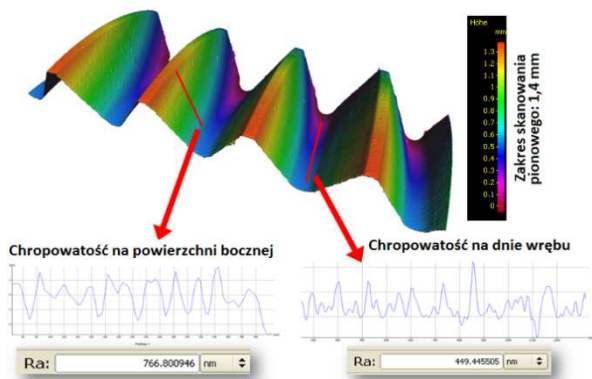 Höhe
mm
1.3
1.2
1.1
1.0
0.9
0.8
0.7
0.6
0.5
0.4
0.3
0.2
0.1
0
Zakres skanowania
pionowego: 1,4 mm
Chropowatość na powierzchni bocznej
Chropowatość na dnie wrębu
Ra: 766.800946 nm
Ra: 449.445505 nm